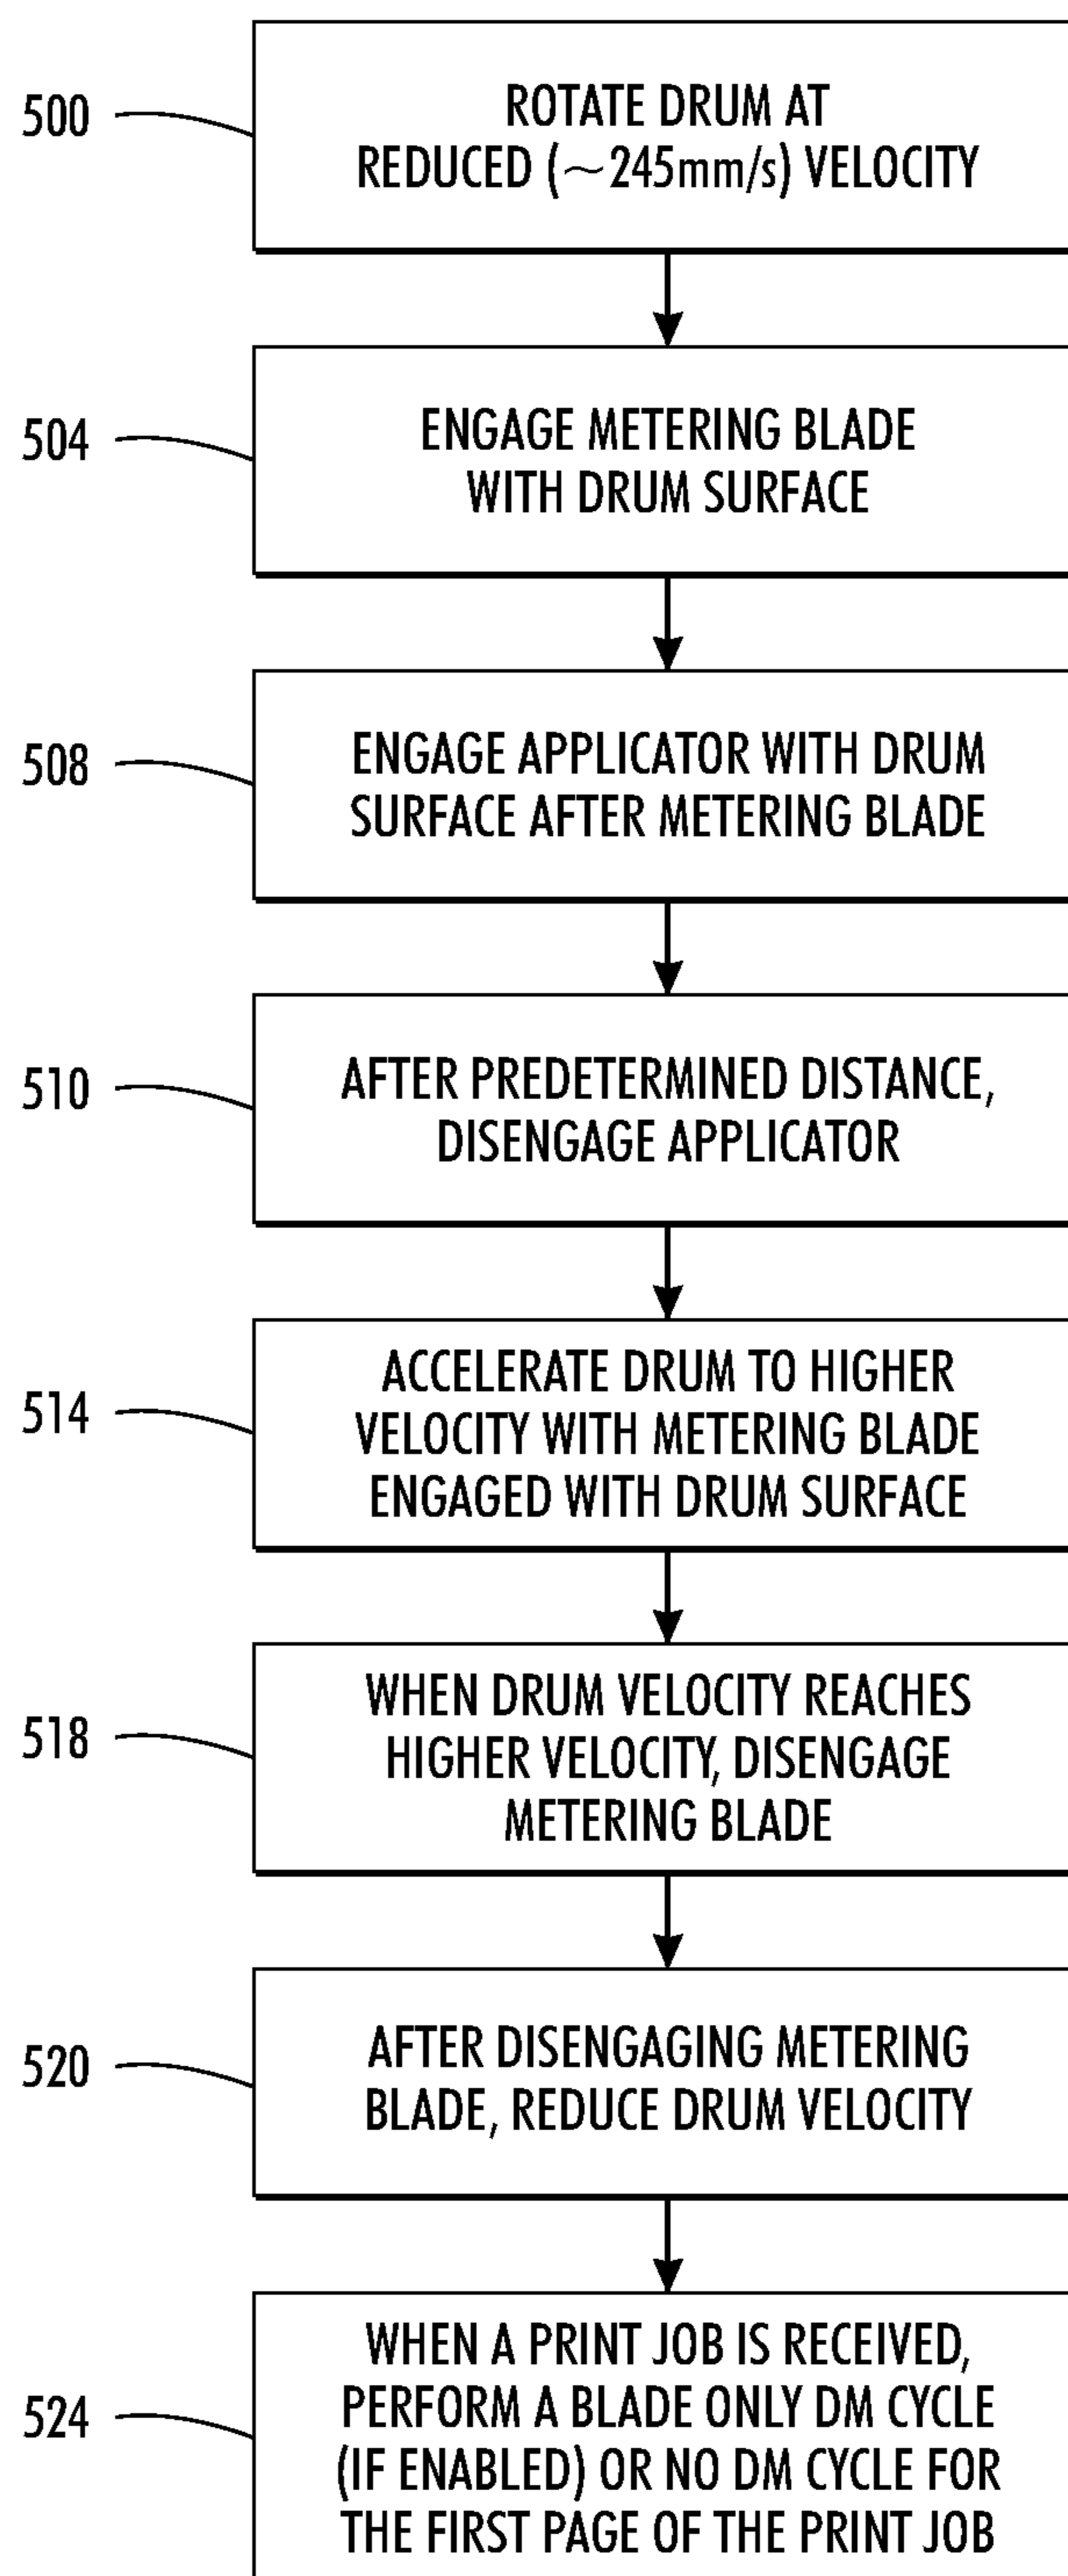 500
ROTATE DRUM AT
REDUCED (~245mm/s) VELOCITY
504
ENGAGE METERING BLADE
WITH DRUM SURFACE
508
ENGAGE APPLICATOR WITH DRUM
SURFACE AFTER METERING BLADE
510
AFTER PREDETERMINED DISTANCE,
DISENGAGE APPLICATOR
514
ACCELERATE DRUM TO HIGHER
VELOCITY WITH METERING BLADE
ENGAGED WITH DRUM SURFACE
518
WHEN DRUM VELOCITY REACHES
HIGHER VELOCITY, DISENGAGE
METERING BLADE
520
AFTER DISENGAGING METERING
BLADE, REDUCE DRUM VELOCITY
524
WHEN A PRINT JOB IS RECEIVED,
PERFORM A BLADE ONLY DM CYCLE
(IF ENABLED) OR NO DM CYCLE FOR
THE FIRST PAGE OF THE PRINT JOB